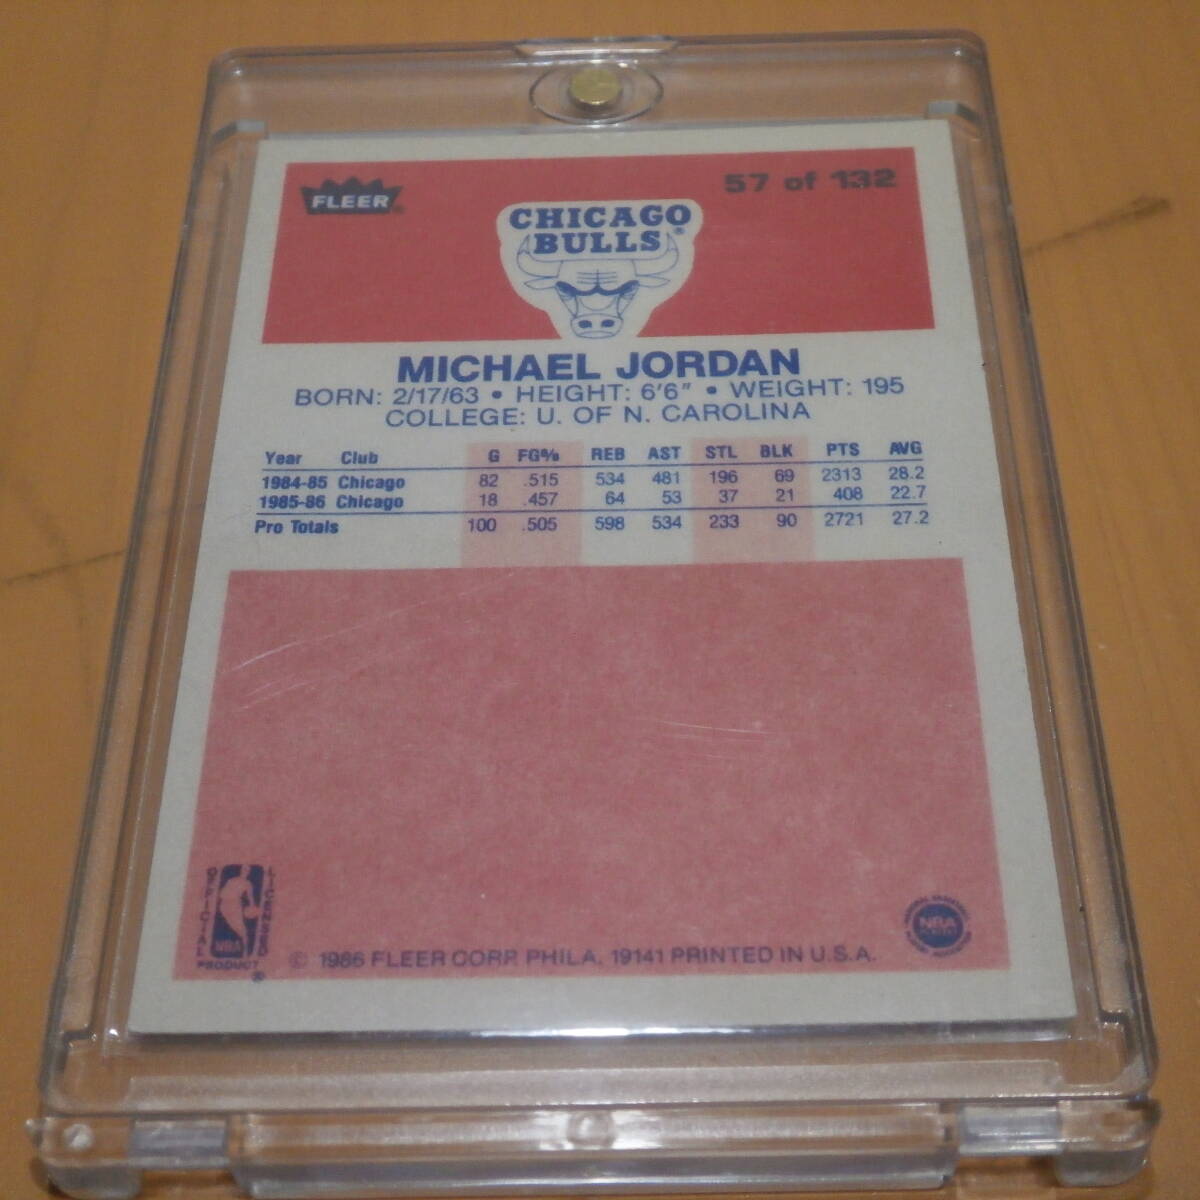 FLEER®
57 of 132
CHICAGO
BULLS®
MICHAEL JORDAN
BORN: 2/17/63 • HEIGHT: 6'6" • WEIGHT: 195
COLLEGE: U. OF N. CAROLINA
Year Club G FG% REB AST STL BLK PTS AVG
1984-85 Chicago 82 .515 534 481 196 69 2313 28.2
1985-86 Chicago 18 .457 64 53 37 21 408 22.7
Pro Totals 100 .505 598 534 233 90 2721 27.2
OFFICIAL LICENSED
NBA
PRODUCT®
© 1986 FLEER CORP. PHILA. 19141 PRINTED IN U.S.A.
NBA